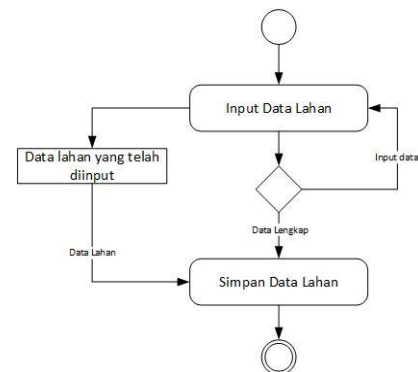 Input Data Lahan
Data lahan yang telah
diinput
Input data
Data Lengkap
Data Lahan
Simpan Data Lahan